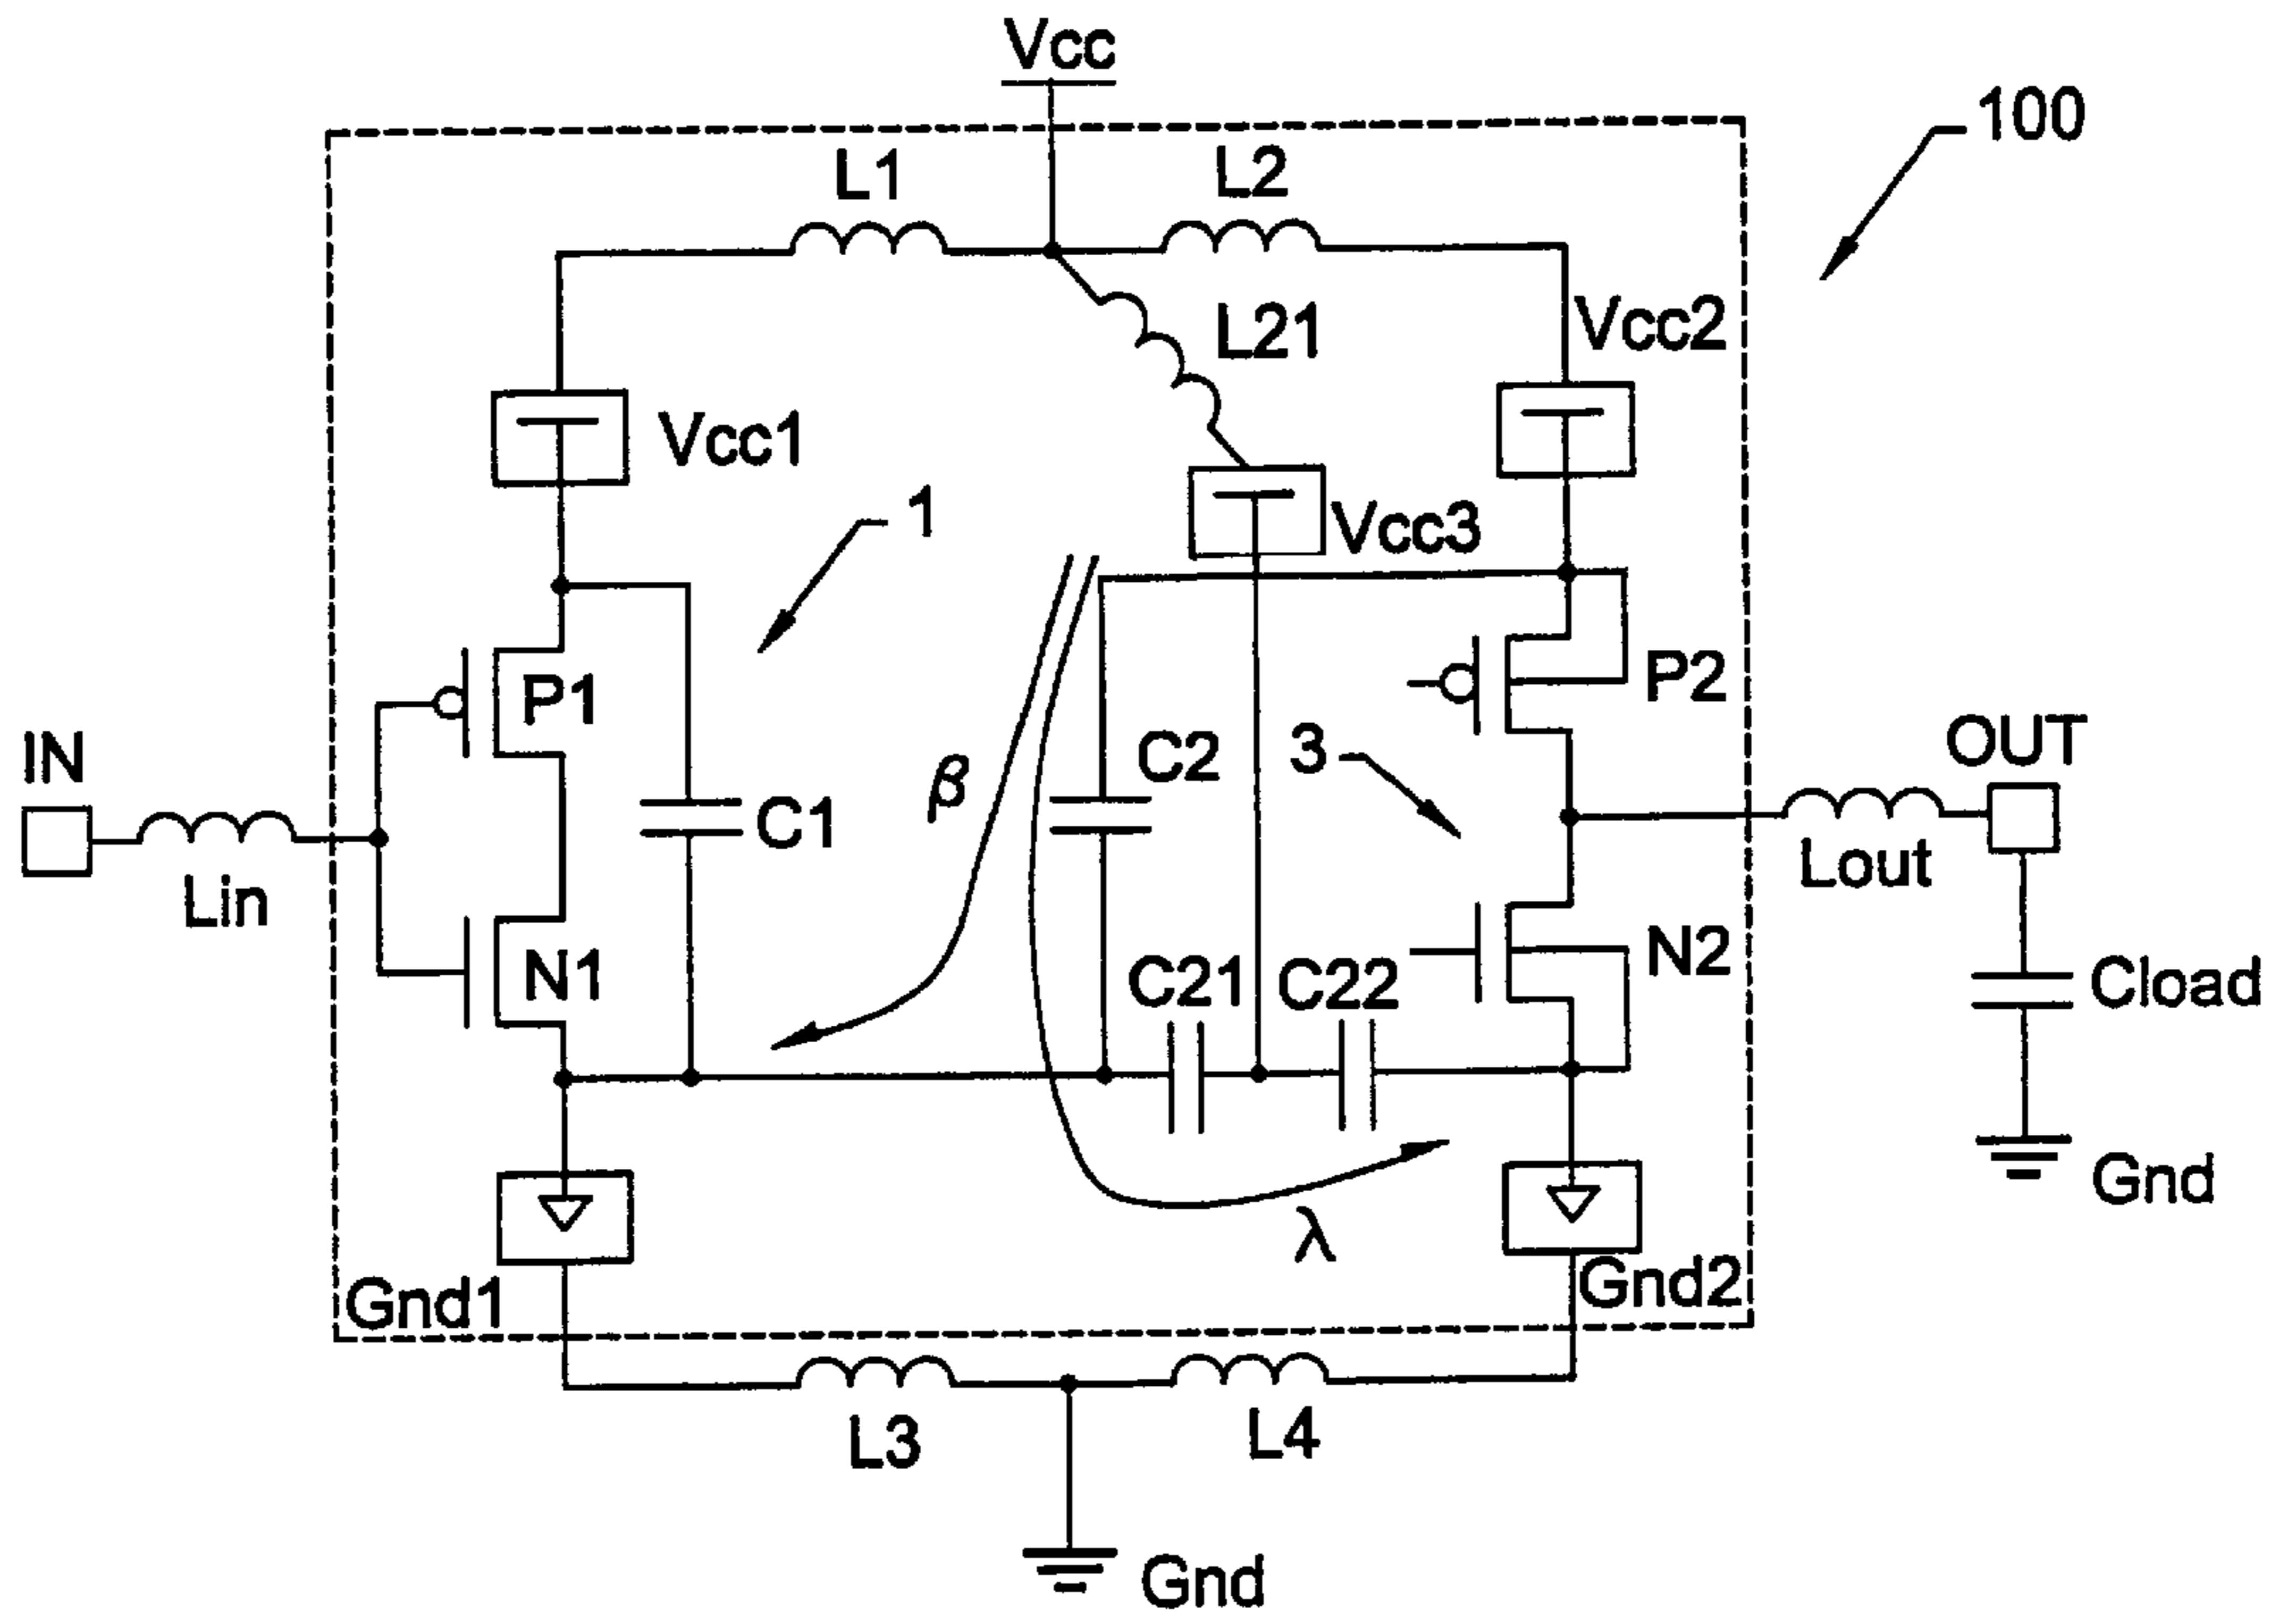 Vcc
100
L1
L2
L21
Vcc2
Vcc1
1
Vcc3
P1
P2
IN
β
C2
3
OUT
C1
Lin
Lout
N1
C21
C22
N2
Cload
Gnd
λ
Gnd1
Gnd2
L3
L4
Gnd